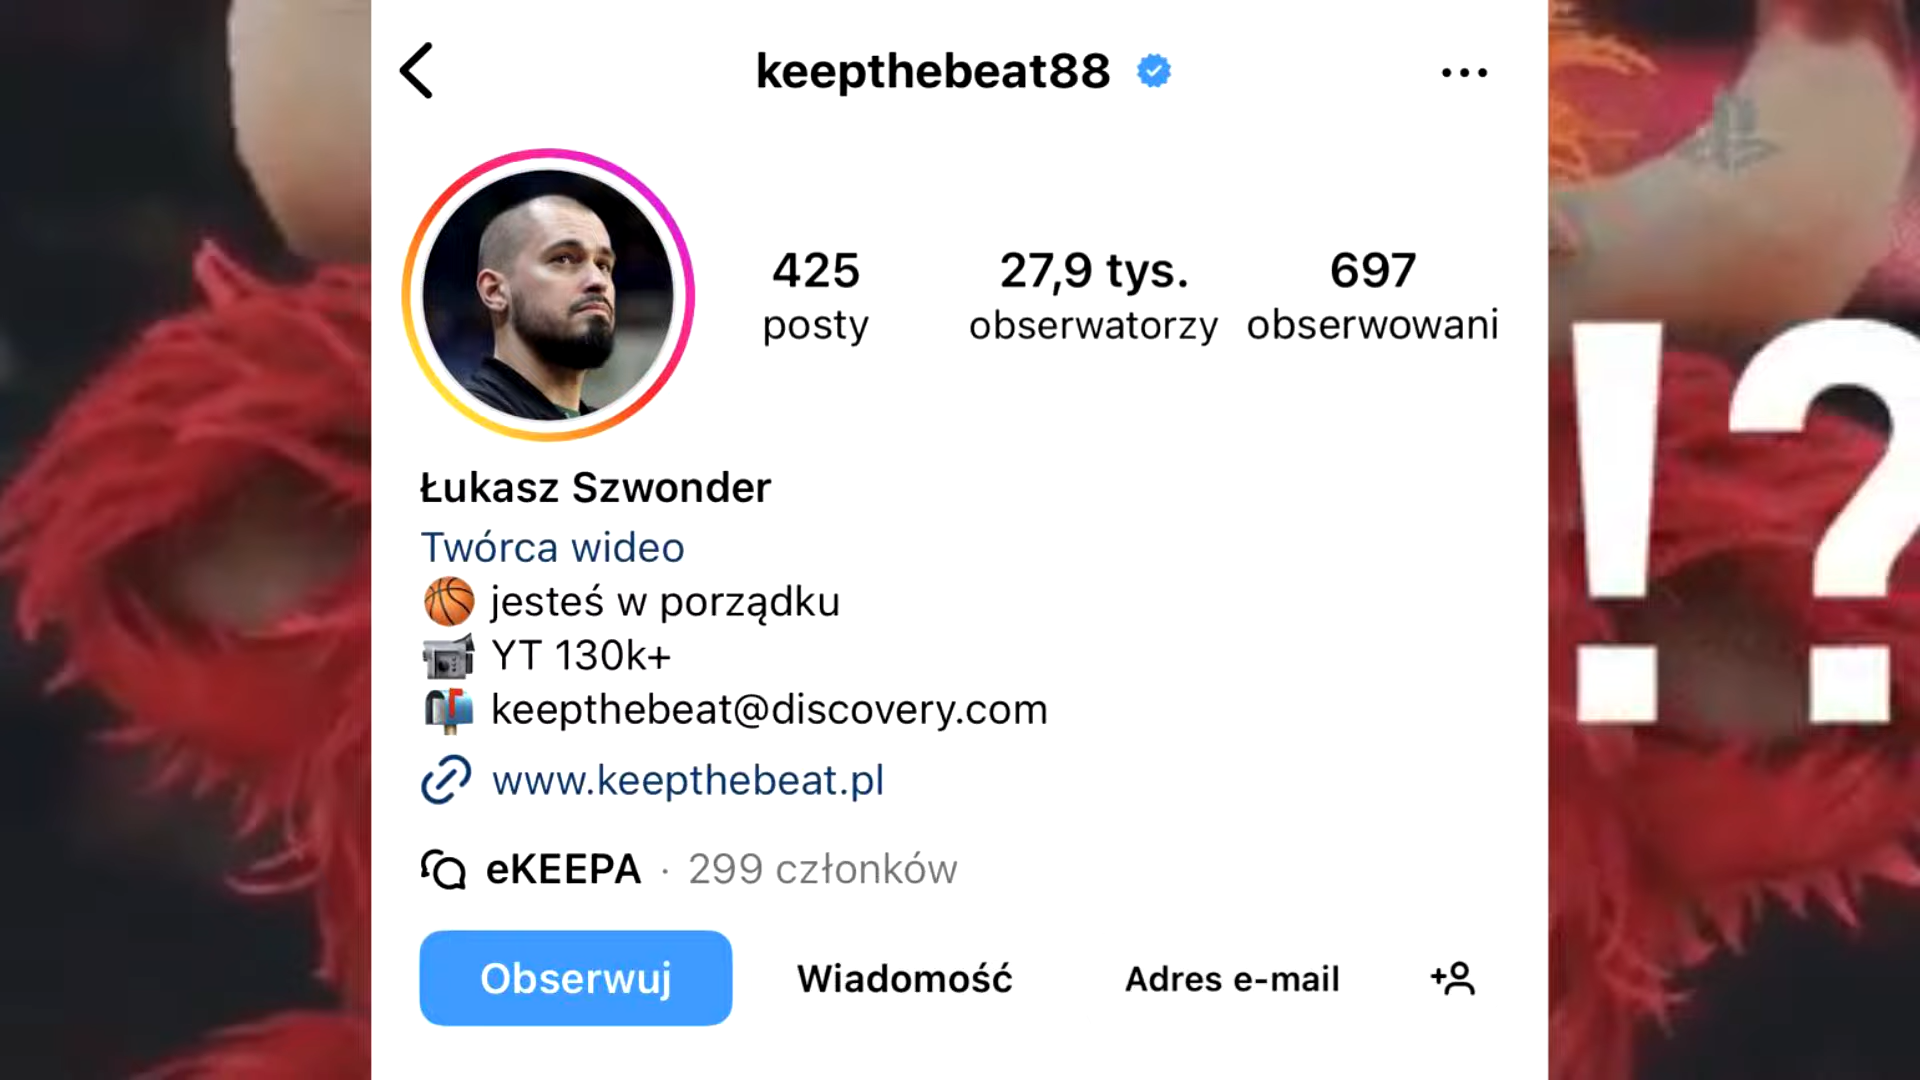 keepthebeat88
425
posty
27,9 tys.
obserwatorzy
697
obserwowani
Łukasz Szwonder
Twórca wideo
🏀 jesteś w porządku
📹 YT 130k+
📬 keepthebeat@discovery.com
www.keepthebeat.pl
eKEEPA · 299 członków
Obserwuj
Wiadomość
Adres e-mail
!?